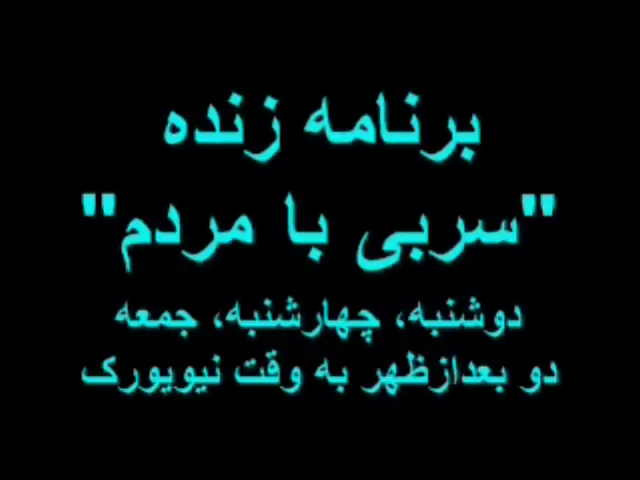 برنامه زنده
"سربی با مردم"
دوشنبه، چهارشنبه، جمعه
دو بعدازظهر به وقت نیویورک